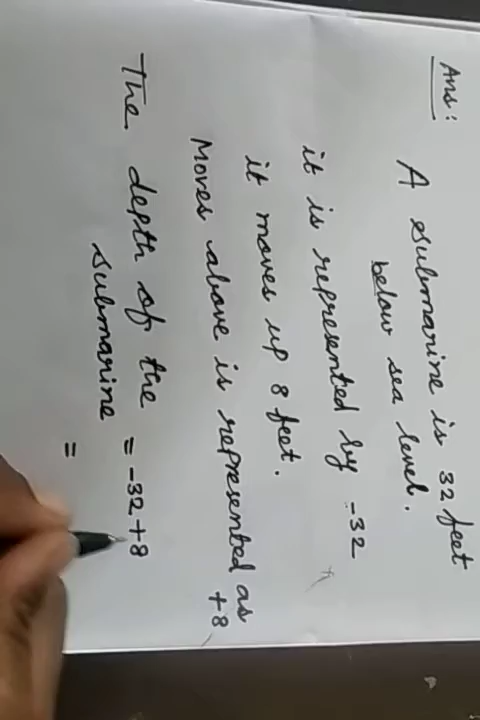 Ans:
A submarine is 32 feet
below sea level.
it is represented by -32
it moves up 8 feet.
Moves above is represented as
+8
The depth of the = -32+8
submarine
=